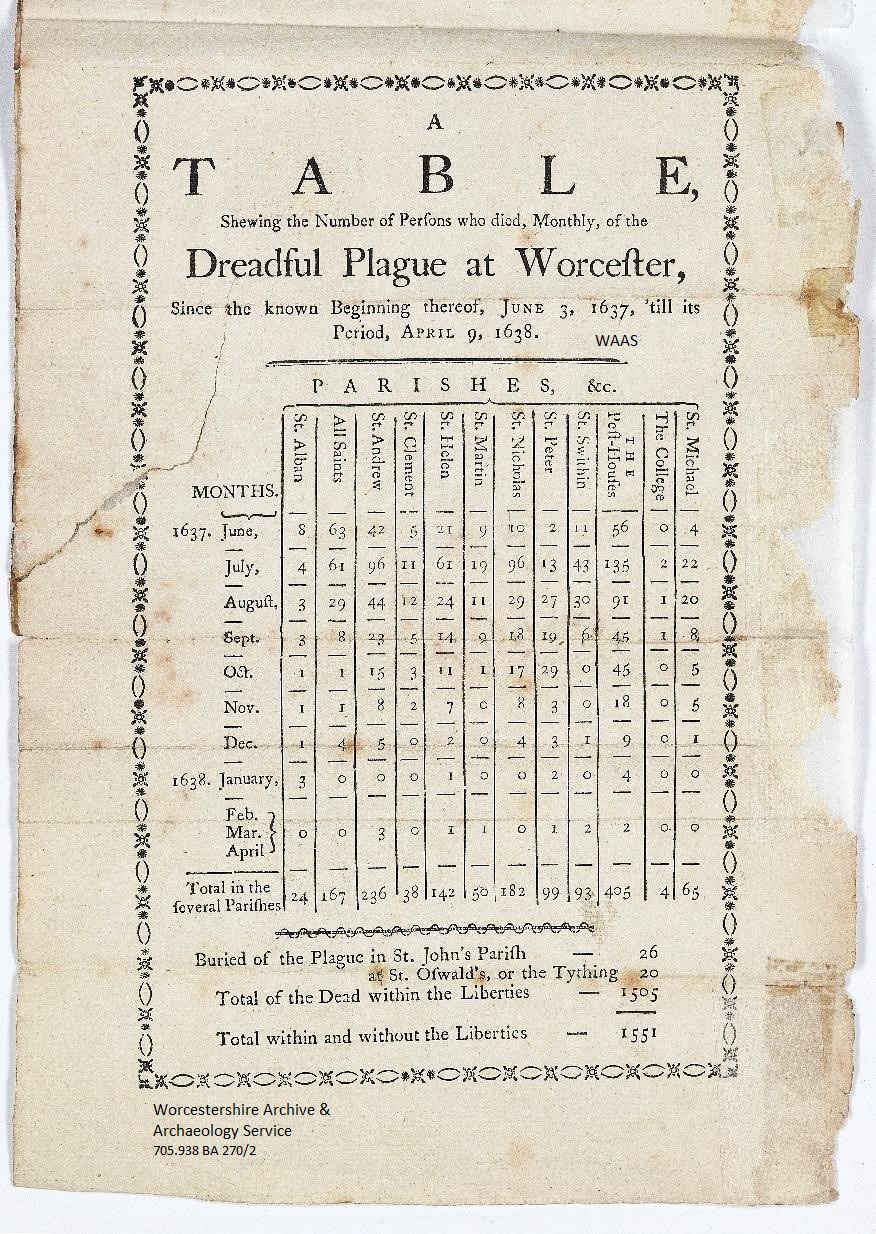 A
TABLE,
Shewing the Number of Perſons who died, Monthly, of the
Dreadful Plague at Worceſter,
Since the known Beginning thereof, JUNE 3, 1637, 'till its
Period, APRIL 9, 1638.
WAAS
PARISHES, &c.
MONTHS. St. Alban All Saints St. Andrew St. Clement St. Helen St. Martin St. Nicholas St. Peter St. Swithin THE Peſt-Houſes The College St. Michael
1637. June, 8 63 42 5 21 9 10 2 11 56 0 4
July, 4 61 96 11 61 19 96 13 43 135 2 22
Auguſt, 3 29 44 12 24 11 29 27 30 91 1 20
Sept. 3 8 23 5 14 9 18 19 6 45 1 8
Oct. 1 1 15 3 11 1 17 29 0 45 0 5
Nov. 1 1 8 2 7 0 8 3 0 18 0 5
Dec. 1 4 5 0 2 0 4 3 1 9 0 1
1638. January, 3 0 0 0 1 0 0 2 0 4 0 0
Feb.
Mar. 0 0 3 0 1 1 0 1 2 2 0 0
April
Total in the
ſeveral Pariſhes 24 167 236 38 142 50 182 99 93 405 4 65
Buried of the Plague in St. John's Pariſh — 26
at St. Oſwald's, or the Tything 20
Total of the Dead within the Liberties — 1505
Total within and without the Liberties — 1551
Worcestershire Archive &
Archaeology Service
705.938 BA 270/2